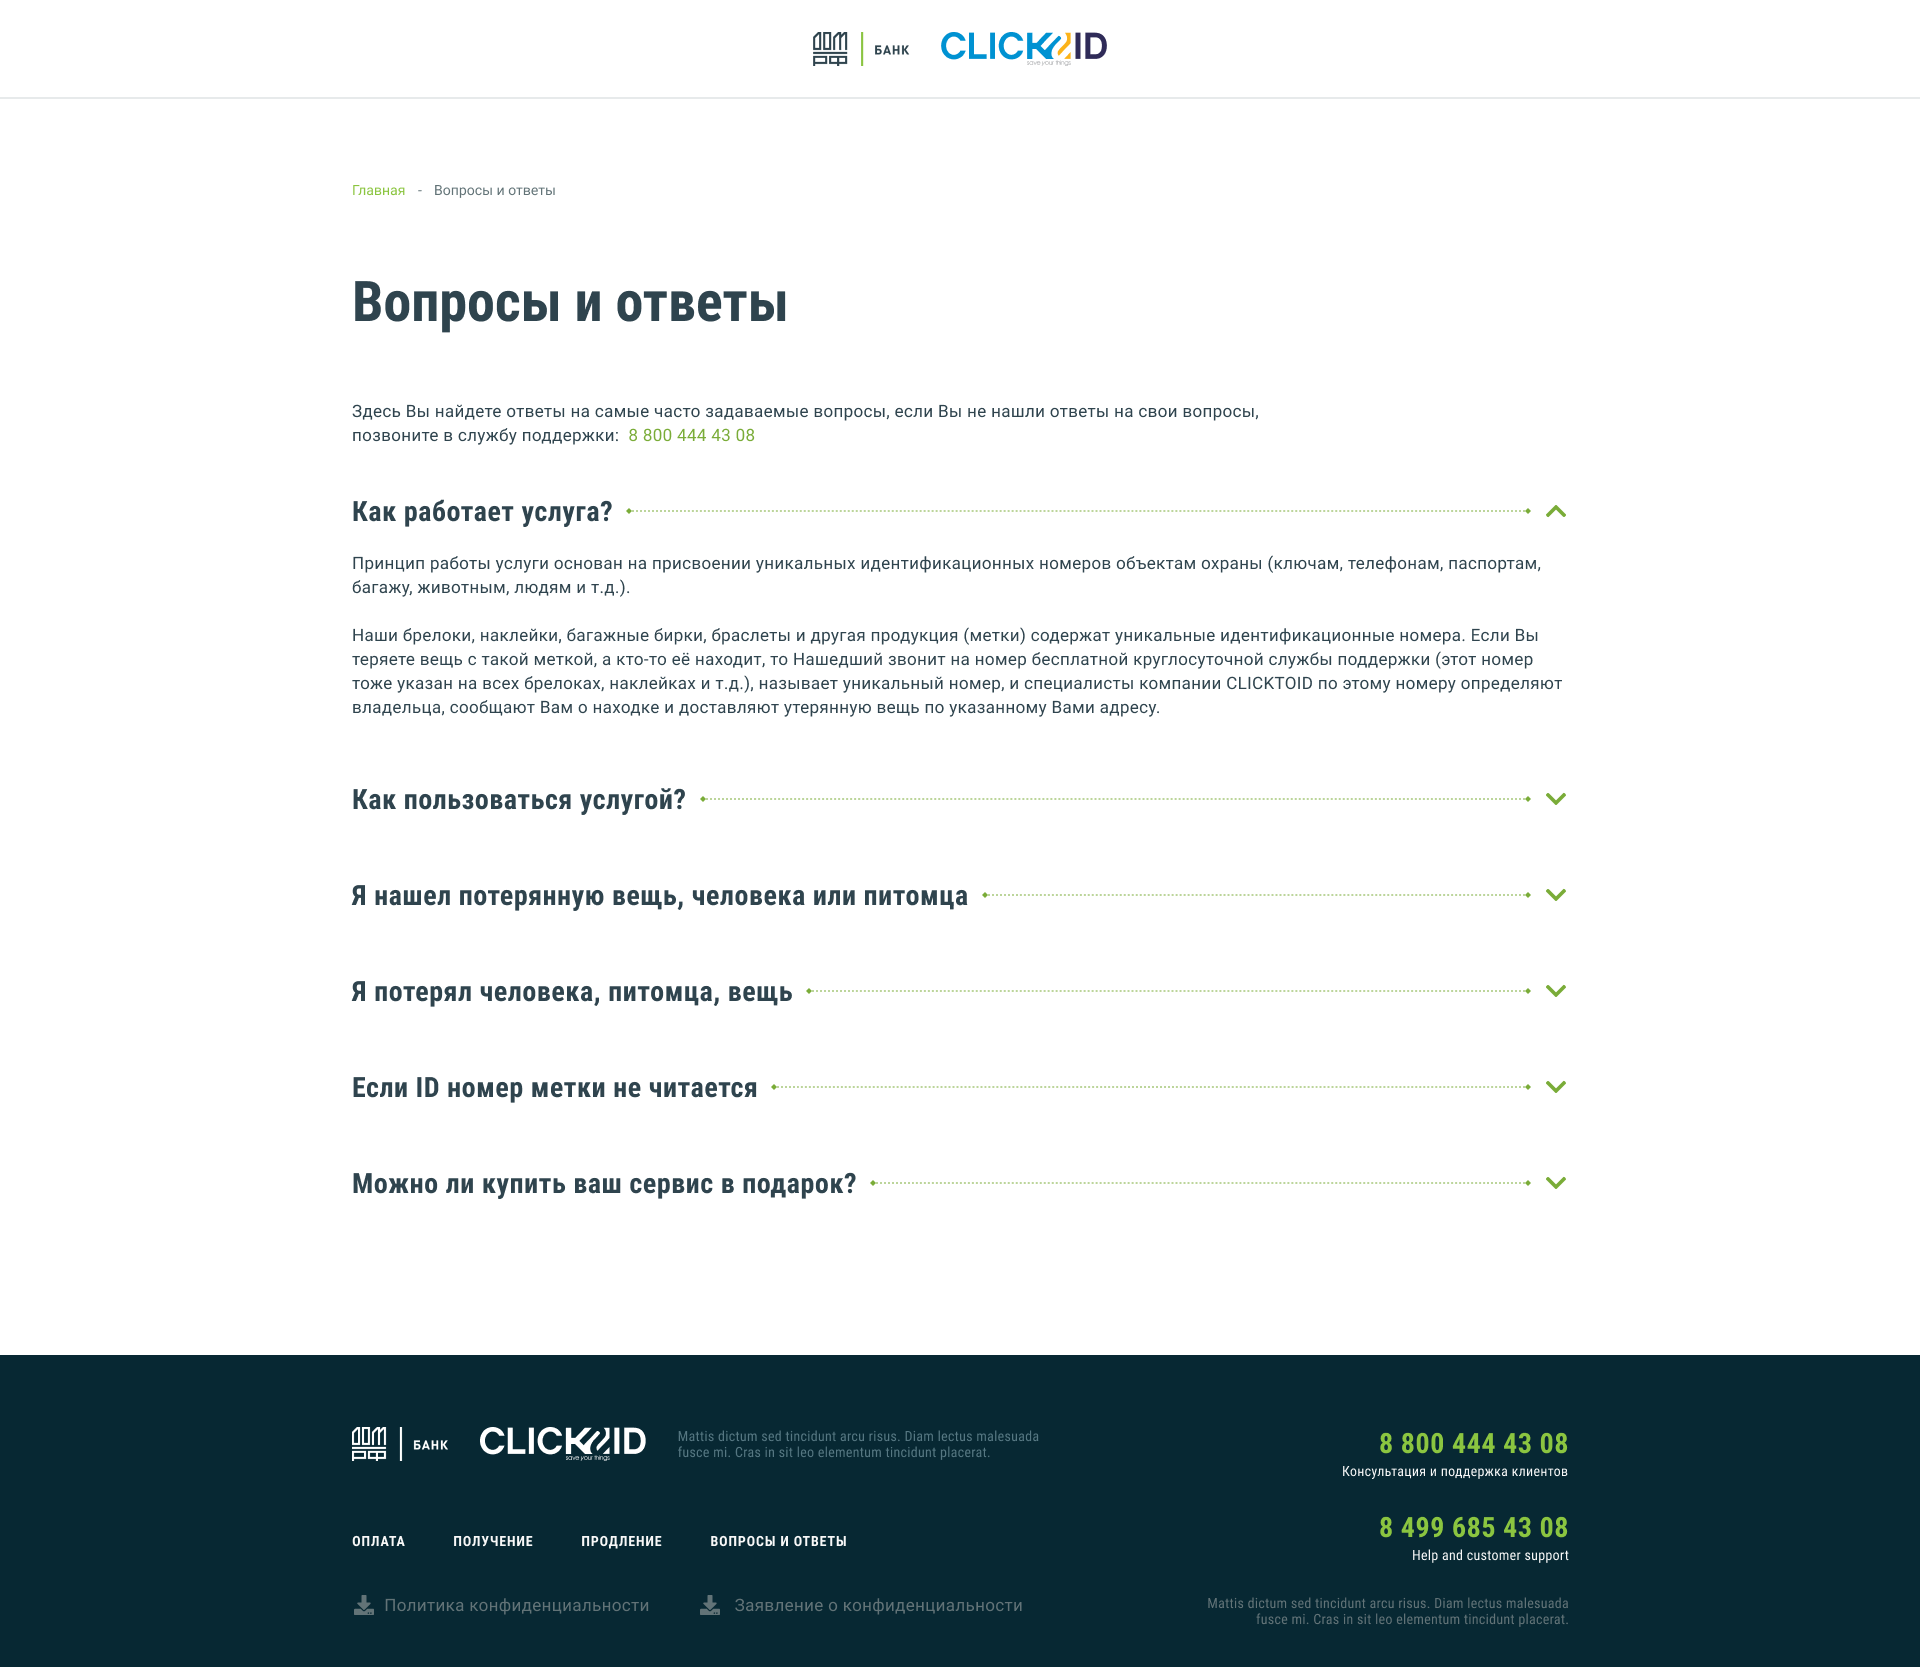 ДОМ РФ БАНК CLICKTOID
save your things
Главная - Вопросы и ответы
Вопросы и ответы
Здесь Вы найдете ответы на самые часто задаваемые вопросы, если Вы не нашли ответы на свои вопросы,
позвоните в службу поддержки: 8 800 444 43 08
Как работает услуга?
Принцип работы услуги основан на присвоении уникальных идентификационных номеров объектам охраны (ключам, телефонам, паспортам,
багажу, животным, людям и т.д.).
Наши брелоки, наклейки, багажные бирки, браслеты и другая продукция (метки) содержат уникальные идентификационные номера. Если Вы
теряете вещь с такой меткой, а кто-то её находит, то Нашедший звонит на номер бесплатной круглосуточной службы поддержки (этот номер
тоже указан на всех брелоках, наклейках и т.д.), называет уникальный номер, и специалисты компании CLICKTOID по этому номеру определяют
владельца, сообщают Вам о находке и доставляют утерянную вещь по указанному Вами адресу.
Как пользоваться услугой?
Я нашел потерянную вещь, человека или питомца
Я потерял человека, питомца, вещь
Если ID номер метки не читается
Можно ли купить ваш сервис в подарок?
ДОМ РФ БАНК CLICKTOID
save your things
Mattis dictum sed tincidunt arcu risus. Diam lectus malesuada
fusce mi. Cras in sit leo elementum tincidunt placerat.
8 800 444 43 08
Консультация и поддержка клиентов
8 499 685 43 08
Help and customer support
ОПЛАТА ПОЛУЧЕНИЕ ПРОДЛЕНИЕ ВОПРОСЫ И ОТВЕТЫ
Политика конфиденциальности Заявление о конфиденциальности
Mattis dictum sed tincidunt arcu risus. Diam lectus malesuada
fusce mi. Cras in sit leo elementum tincidunt placerat.